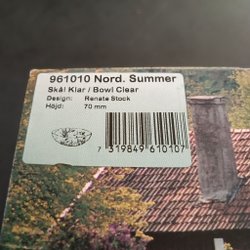 961010 Nord. Summer
Skål Klar / Bowl Clear
Design: Renate Stock
Höjd: 70 mm
7 319849 610107